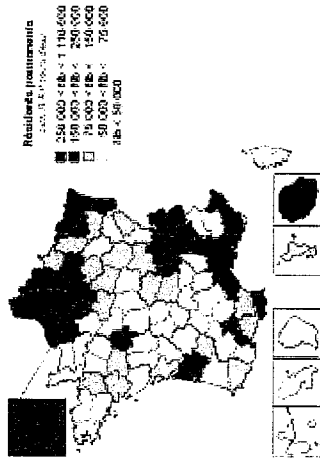 Résidents permanents
250 000 < Nb < 1 110 000
150 000 < Nb < 250 000
75 000 < Nb < 150 000
50 000 < Nb < 75 000
Nb < 50 000